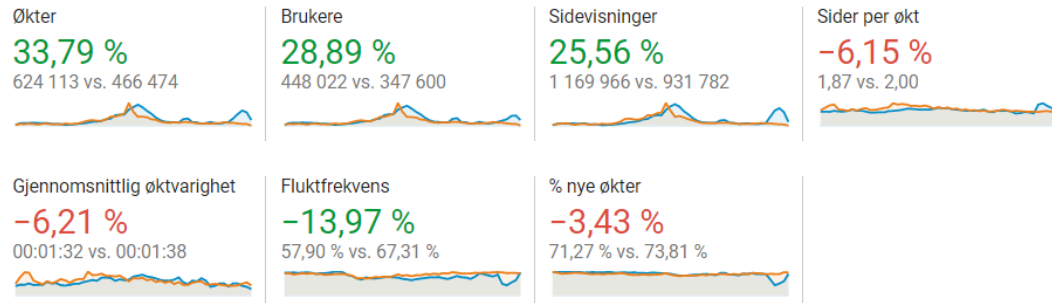 Økter
33,79 %
624 113 vs. 466 474
Brukere
28,89 %
448 022 vs. 347 600
Sidevisninger
25,56 %
1 169 966 vs. 931 782
Sider per økt
−6,15 %
1,87 vs. 2,00
Gjennomsnittlig øktvarighet
−6,21 %
00:01:32 vs. 00:01:38
Fluktfrekvens
−13,97 %
57,90 % vs. 67,31 %
% nye økter
−3,43 %
71,27 % vs. 73,81 %